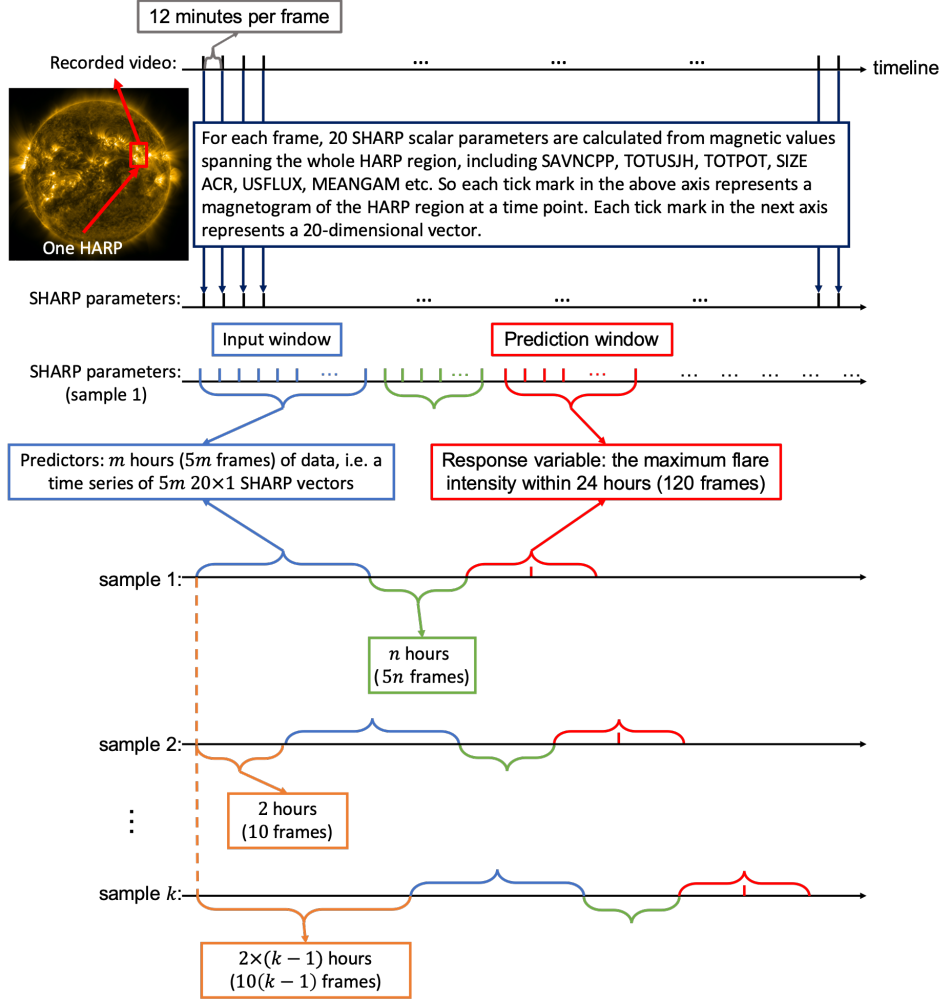 12 minutes per frame
Recorded video:
...
...
...
timeline
For each frame, 20 SHARP scalar parameters are calculated from magnetic values
spanning the whole HARP region, including SAVNCPP, TOTUSJH, TOTPOT, SIZE
ACR, USFLUX, MEANGAM etc. So each tick mark in the above axis represents a
magnetogram of the HARP region at a time point. Each tick mark in the next axis
represents a 20-dimensional vector.
One HARP
SHARP parameters:
...
...
...
Input window
Prediction window
SHARP parameters:
(sample 1)
...
...
...
...
...
...
...
...
Predictors: m hours (5m frames) of data, i.e. a
time series of 5m 20×1 SHARP vectors
Response variable: the maximum flare
intensity within 24 hours (120 frames)
sample 1:
n hours
(5n frames)
sample 2:
2 hours
(10 frames)
⋮
sample k:
2×(k − 1) hours
(10(k − 1) frames)